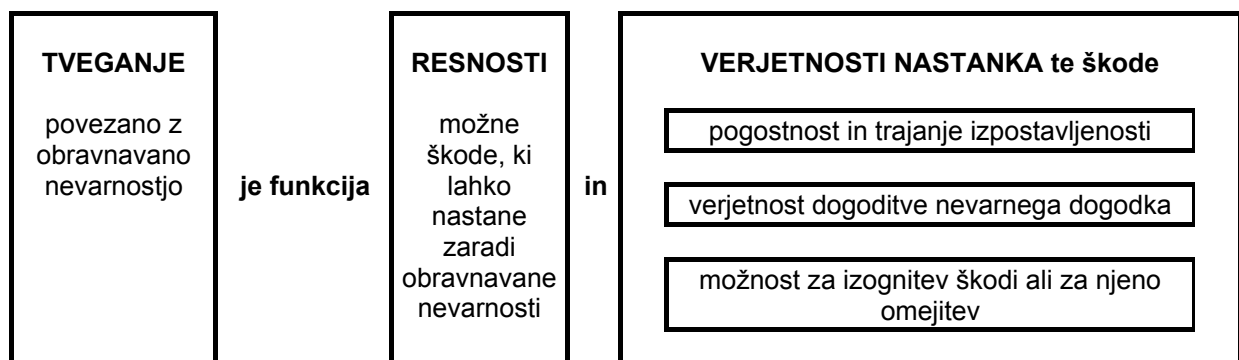 TVEGANJE
povezano z
obravnavano
nevarnostjo
je funkcija
RESNOSTI
možne
škode, ki
lahko
nastane
zaradi
obravnavane
nevarnosti
in
VERJETNOSTI NASTANKA te škode
pogostnost in trajanje izpostavljenosti
verjetnost dogoditve nevarnega dogodka
možnost za izognitev škodi ali za njeno
omejitev